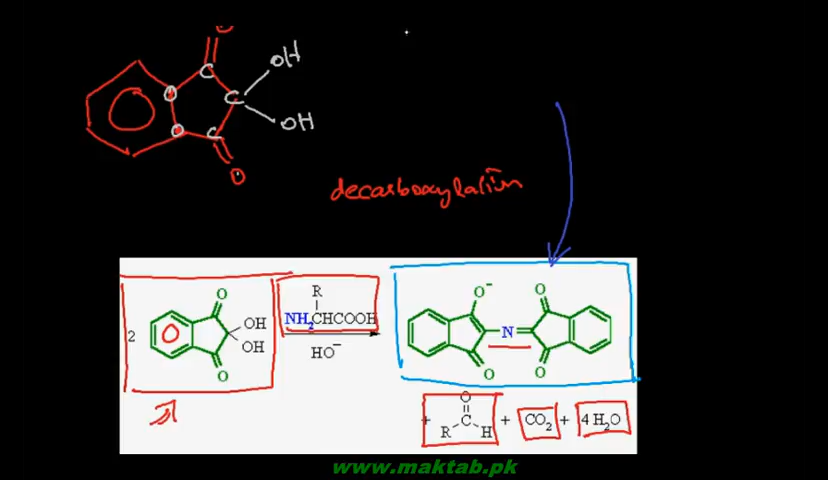 O
C
OH
C
OH
C
O
decarboxylation
O
OH
OH
O
2
R
NH2CHCOOH
HO−
O−
N
O
O
O
+
O
C
R
H
+ CO2 + 4 H2O
www.maktab.pk